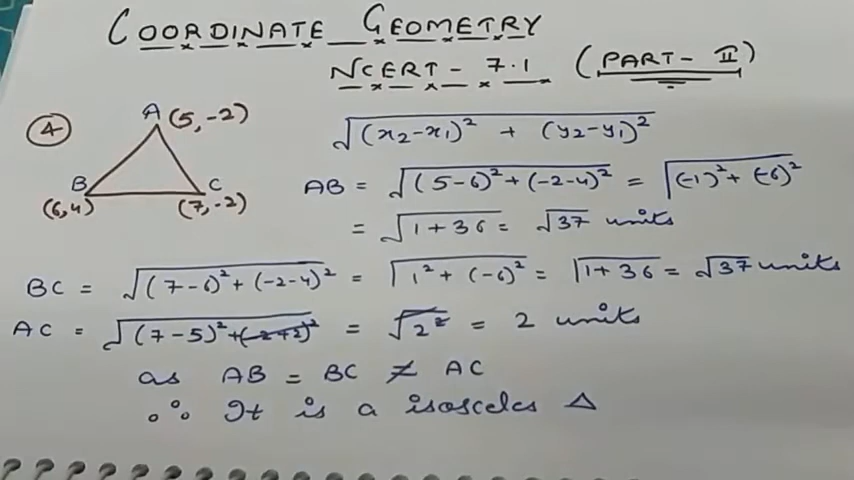 COORDINATE GEOMETRY
NCERT - 7.1 (PART - II)
4
A (5, -2)
B
(6, 4)
C
(7, -2)
√(x₂-x₁)² + (y₂-y₁)²
AB = √(5-6)² + (-2-4)² = √(-1)² + (-6)²
= √1+36 = √37 units
BC = √(7-6)² + (-2-4)² = √1² + (-6)² = √1+36 = √37 units
AC = √(7-5)² + (-2+2)² = √2² = 2 units
as AB = BC ≠ AC
∴ It is a isosceles Δ